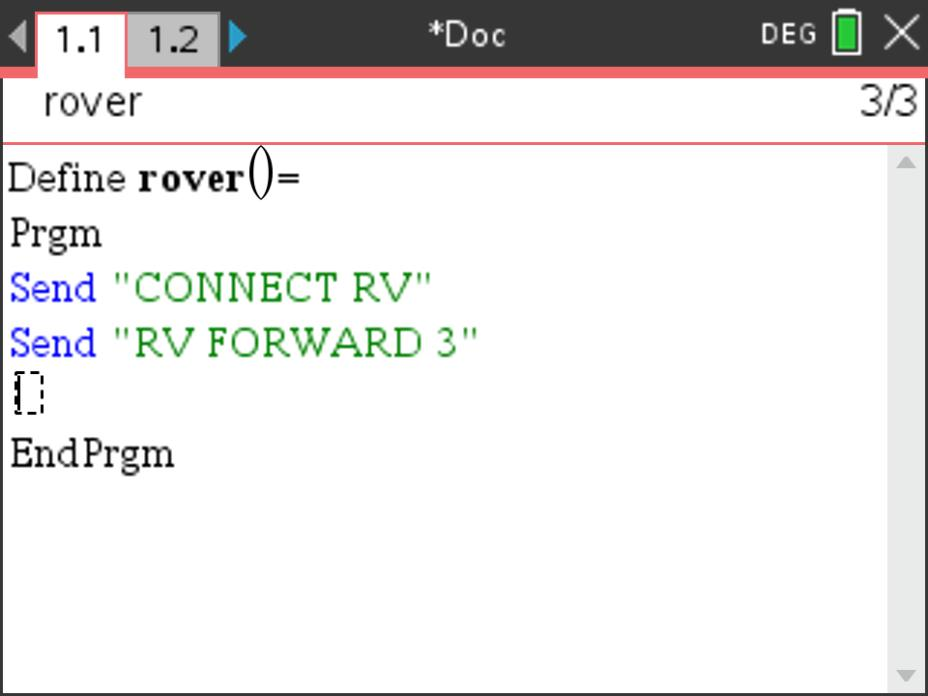 1.1 1.2 *Doc DEG
rover 3/3
Define rover()=
Prgm
Send "CONNECT RV"
Send "RV FORWARD 3"
EndPrgm